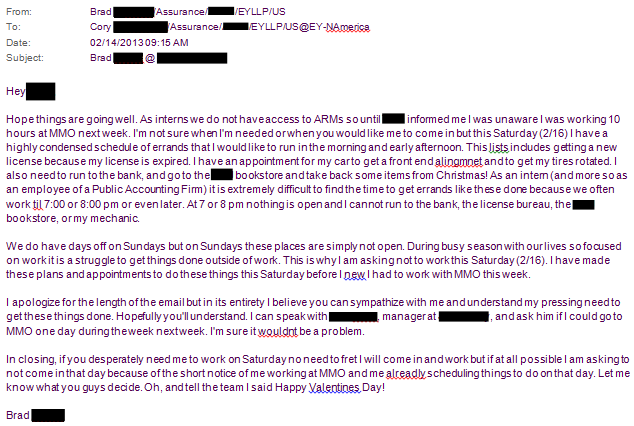 From: Brad /Assurance/ /EYLLP/US
To: Cory /Assurance/ /EYLLP/US@EY-NAmerica
Date: 02/14/2013 09:15 AM
Subject: Brad @
Hey
Hope things are going well. As interns we do not have access to ARMs so until informed me I was unaware I was working 10
hours at MMO next week. I'm not sure when I'm needed or when you would like me to come in but this Saturday (2/16) I have a
highly condensed schedule of errands that I would like to run in the morning and early afternoon. This lists includes getting a new
license because my license is expired. I have an appointment for my car to get a front end alingmnet and to get my tires rotated. I
also need to run to the bank, and go to the bookstore and take back some items from Christmas! As an intern (and more so as
an employee of a Public Accounting Firm) it is extremely difficult to find the time to get errands like these done because we often
work til 7:00 or 8:00 pm or even later. At 7 or 8 pm nothing is open and I cannot run to the bank, the license bureau, the
bookstore, or my mechanic.
We do have days off on Sundays but on Sundays these places are simply not open. During busy season with our lives so focused
on work it is a struggle to get things done outside of work. This is why I am asking not to work this Saturday (2/16). I have made
these plans and appointments to do these things this Saturday before I new I had to work with MMO this week.
I apologize for the length of the email but in its entirety I believe you can sympathize with me and understand my pressing need to
get these things done. Hopefully you'll understand. I can speak with , manager at , and ask him if I could go to
MMO one day during the week next week. I'm sure it wouldnt be a problem.
In closing, if you desperately need me to work on Saturday no need to fret I will come in and work but if at all possible I am asking to
not come in that day because of the short notice of me working at MMO and me alreadly scheduling things to do on that day. Let me
know what you guys decide. Oh, and tell the team I said Happy Valentines Day!
Brad